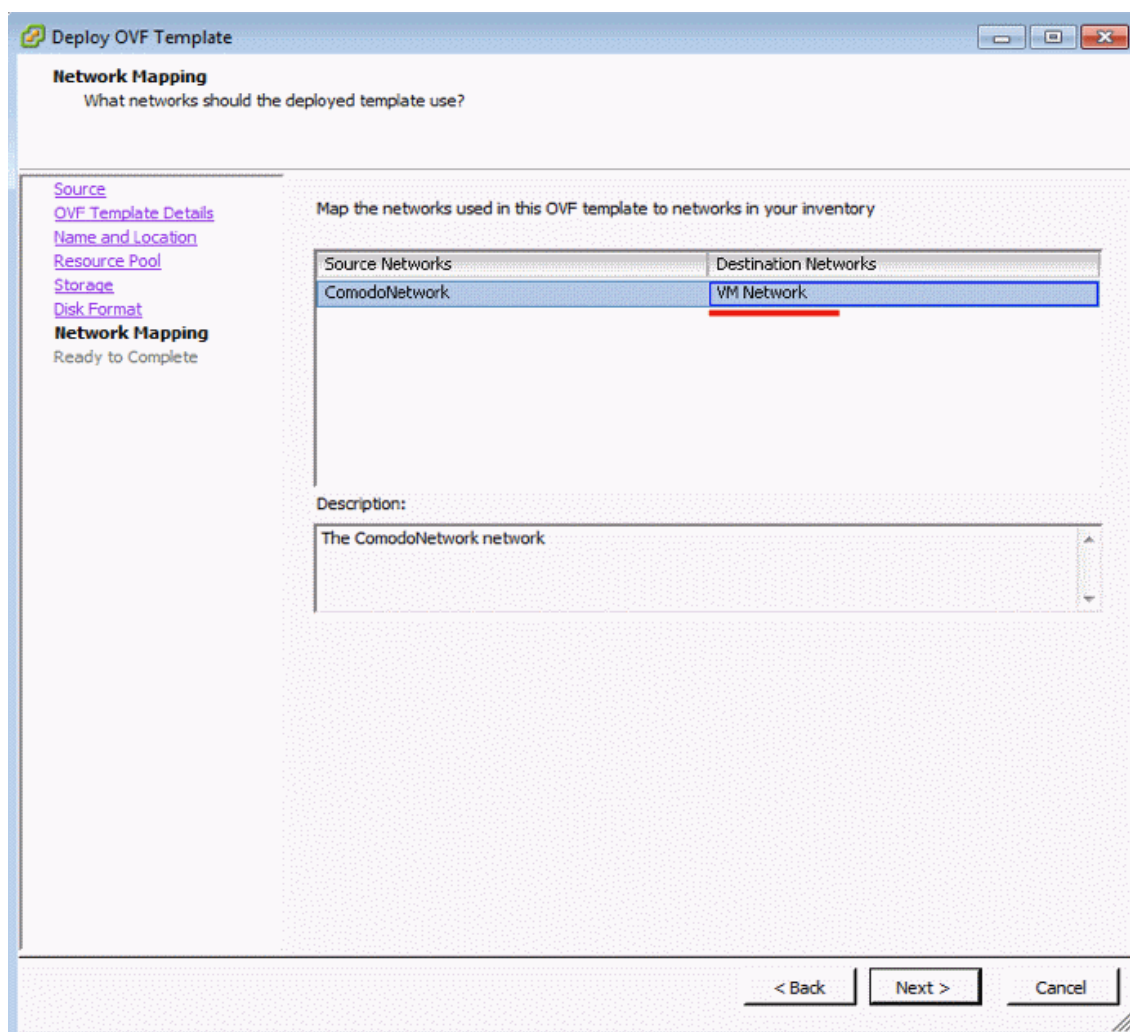 Deploy OVF Template
Network Mapping
What networks should the deployed template use?
Source
OVF Template Details
Name and Location
Resource Pool
Storage
Disk Format
Network Mapping
Ready to Complete
Map the networks used in this OVF template to networks in your inventory
Source Networks Destination Networks
ComodoNetwork VM Network
Description:
The ComodoNetwork network
< Back Next > Cancel